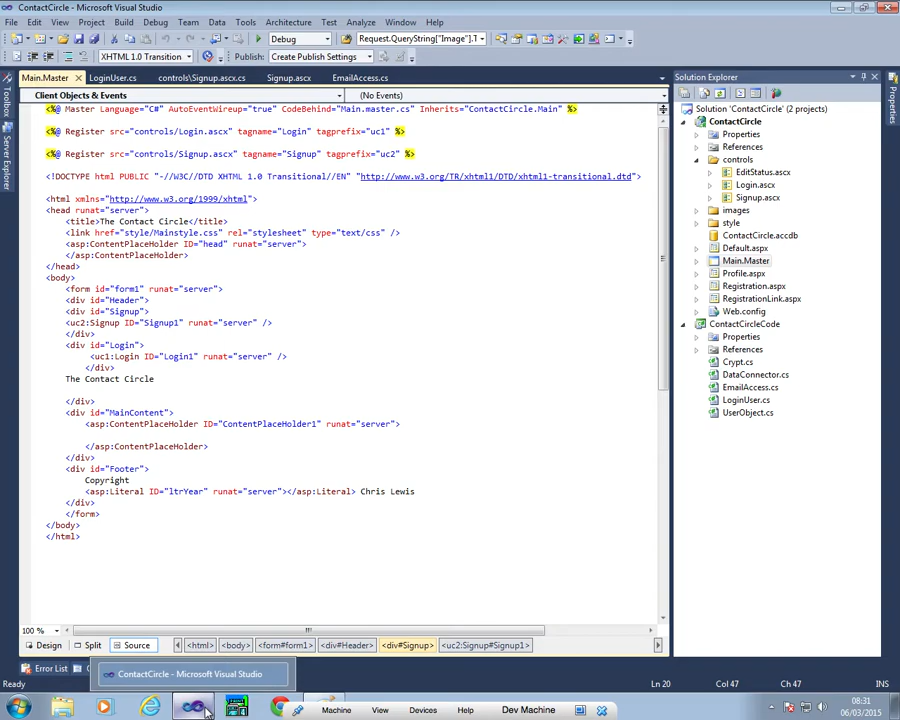 ContactCircle - Microsoft Visual Studio
File Edit View Project Build Debug Team Data Tools Architecture Test Analyze Window Help
Debug Request.QueryString["Image"].T
XHTML 1.0 Transitional Publish: Create Publish Settings
Main.Master LoginUser.cs controls\Signup.ascx.cs Signup.ascx EmailAccess.cs
Client Objects & Events (No Events)
<%@ Master Language="C#" AutoEventWireup="true" CodeBehind="Main.master.cs" Inherits="ContactCircle.Main" %>
<%@ Register src="controls/Login.ascx" tagname="Login" tagprefix="uc1" %>
<%@ Register src="controls/Signup.ascx" tagname="Signup" tagprefix="uc2" %>
<!DOCTYPE html PUBLIC "-//W3C//DTD XHTML 1.0 Transitional//EN" "http://www.w3.org/TR/xhtml1/DTD/xhtml1-transitional.dtd">
<html xmlns="http://www.w3.org/1999/xhtml">
<head runat="server">
<title>The Contact Circle</title>
<link href="style/Mainstyle.css" rel="stylesheet" type="text/css" />
<asp:ContentPlaceHolder ID="head" runat="server">
</asp:ContentPlaceHolder>
</head>
<body>
<form id="form1" runat="server">
<div id="Header">
<div id="Signup">
<uc2:Signup ID="Signup1" runat="server" />
</div>
<div id="Login">
<uc1:Login ID="Login1" runat="server" />
</div>
The Contact Circle
</div>
<div id="MainContent">
<asp:ContentPlaceHolder ID="ContentPlaceHolder1" runat="server">
</asp:ContentPlaceHolder>
</div>
<div id="Footer">
Copyright
<asp:Literal ID="ltrYear" runat="server"></asp:Literal> Chris Lewis
</div>
</form>
</body>
</html>
100 %
Design Split Source <html> <body> <form#form1> <div#Header> <div#Signup> <uc2:Signup#Signup1>
Toolbox
Server Explorer
Solution Explorer
Solution 'ContactCircle' (2 projects)
ContactCircle
Properties
References
controls
EditStatus.ascx
Login.ascx
Signup.ascx
images
style
ContactCircle.accdb
Default.aspx
Main.Master
Profile.aspx
Registration.aspx
RegistrationLink.aspx
Web.config
ContactCircleCode
Properties
References
Crypt.cs
DataConnector.cs
EmailAccess.cs
LoginUser.cs
UserObject.cs
Properties
Error List
ContactCircle - Microsoft Visual Studio
Ready Ln 20 Col 47 Ch 47 INS
Machine View Devices Help Dev Machine
08:31
06/03/2015